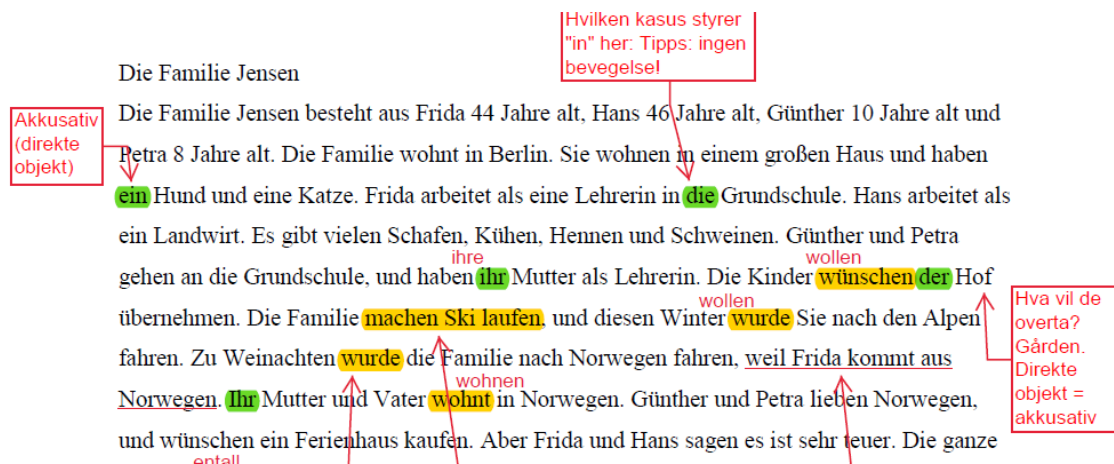 Hvilken kasus styrer
"in" her: Tipps: ingen
bevegelse!
Die Familie Jensen
Akkusativ
(direkte
objekt)
Die Familie Jensen besteht aus Frida 44 Jahre alt, Hans 46 Jahre alt, Günther 10 Jahre alt und
Petra 8 Jahre alt. Die Familie wohnt in Berlin. Sie wohnen in einem großen Haus und haben
ein Hund und eine Katze. Frida arbeitet als eine Lehrerin in die Grundschule. Hans arbeitet als
ein Landwirt. Es gibt vielen Schafen, Kühen, Hennen und Schweinen. Günther und Petra
ihre
wollen
gehen an die Grundschule, und haben ihr Mutter als Lehrerin. Die Kinder wünschen der Hof
wollen
übernehmen. Die Familie machen Ski laufen, und diesen Winter wurde Sie nach den Alpen
Hva vil de
overta?
Gården.
Direkte
objekt =
akkusativ
fahren. Zu Weinachten wurde die Familie nach Norwegen fahren, weil Frida kommt aus
wohnen
Norwegen. Ihr Mutter und Vater wohnt in Norwegen. Günther und Petra lieben Norwegen,
und wünschen ein Ferienhaus kaufen. Aber Frida und Hans sagen es ist sehr teuer. Die ganze
entall